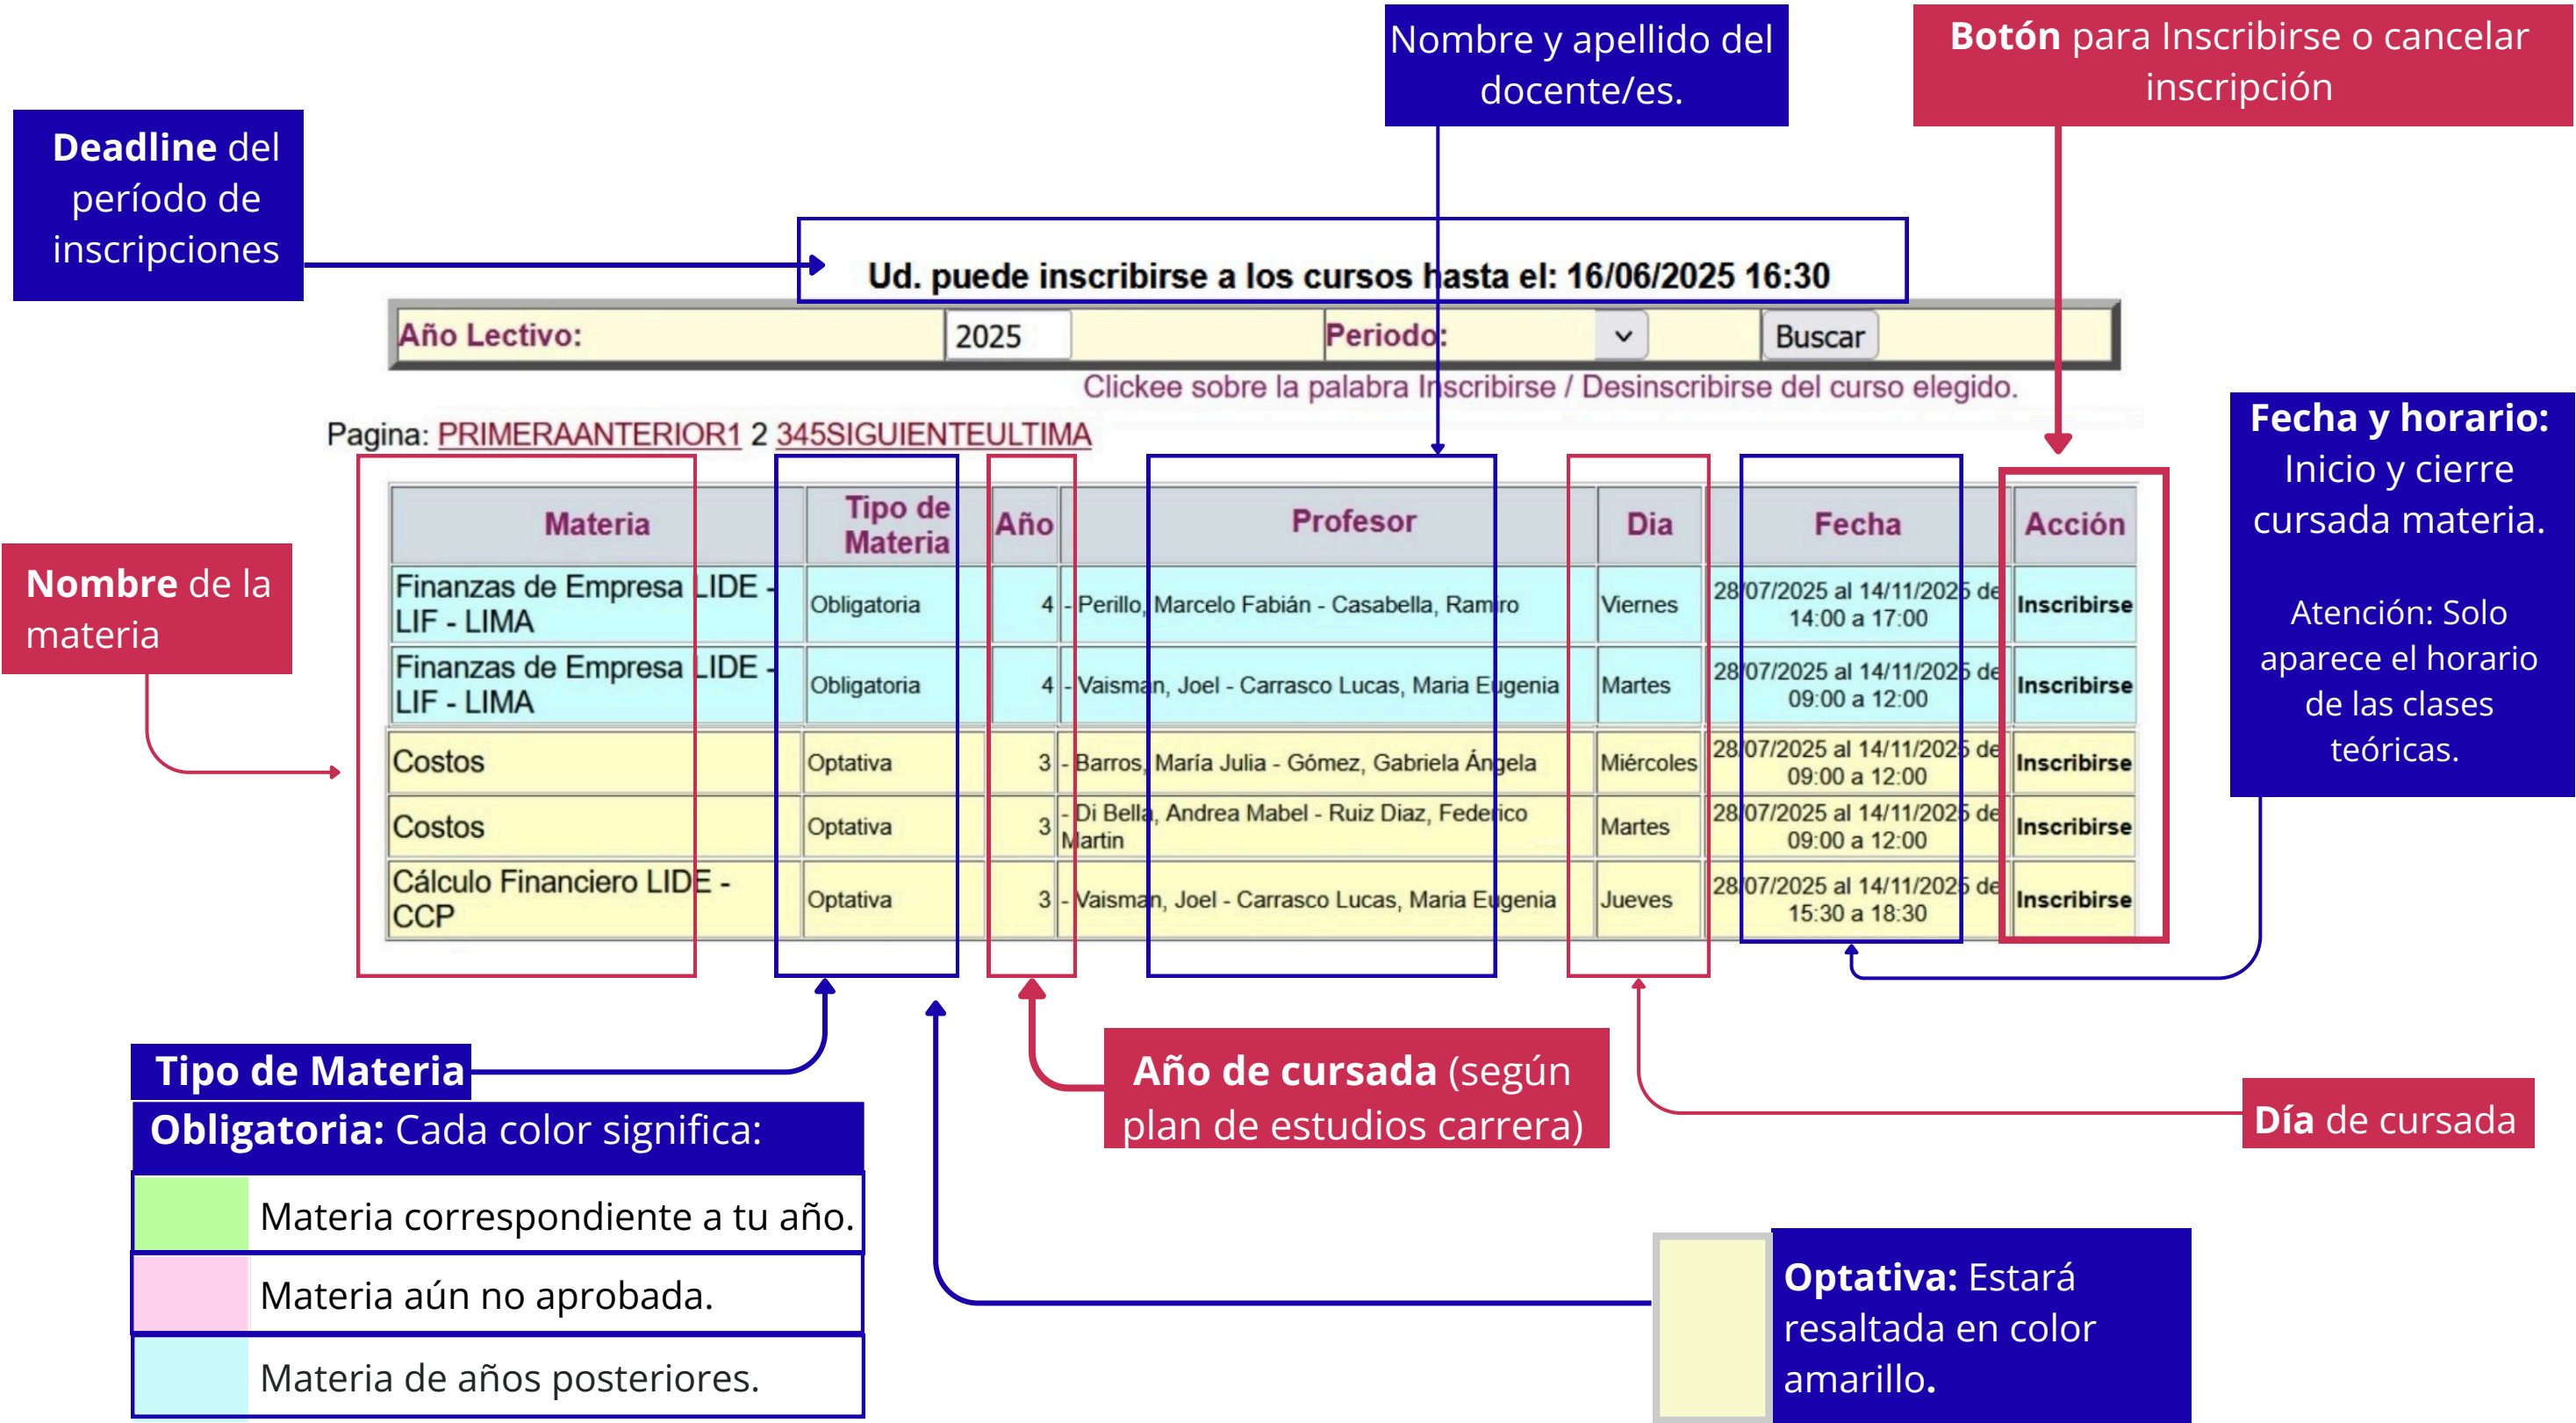 Nombre y apellido del
docente/es.
Botón para Inscribirse o cancelar
inscripción
Deadline del
período de
inscripciones
Ud. puede inscribirse a los cursos hasta el: 16/06/2025 16:30
Año Lectivo: 2025 Periodo: Buscar
Clickee sobre la palabra Inscribirse / Desinscribirse del curso elegido.
Pagina: PRIMERAANTERIOR1 2 345SIGUIENTEULTIMA
Fecha y horario:
Inicio y cierre
cursada materia.
Atención: Solo
aparece el horario
de las clases
teóricas.
Nombre de la
materia
Materia Tipo de Materia Año Profesor Dia Fecha Acción
Finanzas de Empresa LIDE -
LIF - LIMA
Obligatoria
4
- Perillo, Marcelo Fabián - Casabella, Ramiro
Viernes
28/07/2025 al 14/11/2025 de
14:00 a 17:00
Inscribirse
Finanzas de Empresa LIDE -
LIF - LIMA
Obligatoria
4
- Vaisman, Joel - Carrasco Lucas, Maria Eugenia
Martes
28/07/2025 al 14/11/2025 de
09:00 a 12:00
Inscribirse
Costos
Optativa
3
- Barros, María Julia - Gómez, Gabriela Ángela
Miércoles
28/07/2025 al 14/11/2025 de
09:00 a 12:00
Inscribirse
Costos
Optativa
3
- Di Bella, Andrea Mabel - Ruiz Diaz, Federico
Martin
Martes
28/07/2025 al 14/11/2025 de
09:00 a 12:00
Inscribirse
Cálculo Financiero LIDE -
CCP
Optativa
3
- Vaisman, Joel - Carrasco Lucas, Maria Eugenia
Jueves
28/07/2025 al 14/11/2025 de
15:30 a 18:30
Inscribirse
Tipo de Materia
Obligatoria: Cada color significa:
Materia correspondiente a tu año.
Materia aún no aprobada.
Materia de años posteriores.
Año de cursada (según
plan de estudios carrera)
Día de cursada
Optativa: Estará
resaltada en color
amarillo.